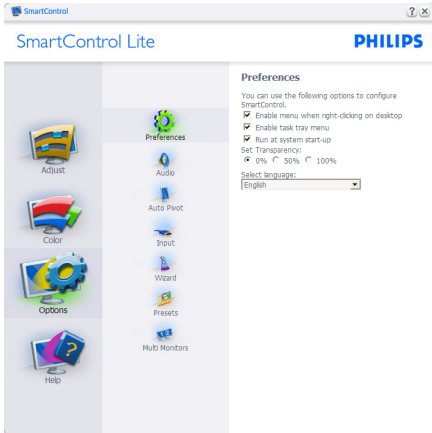 SmartControl
SmartControl Lite
PHILIPS
Adjust
Color
Options
Help
Preferences
Audio
Auto Pivot
Input
Wizard
Presets
Multi Monitors
Preferences
You can use the following options to configure
SmartControl.
Enable menu when right-clicking on desktop
Enable task tray menu
Run at system start-up
Set Transparency:
0% 50% 100%
Select language:
English